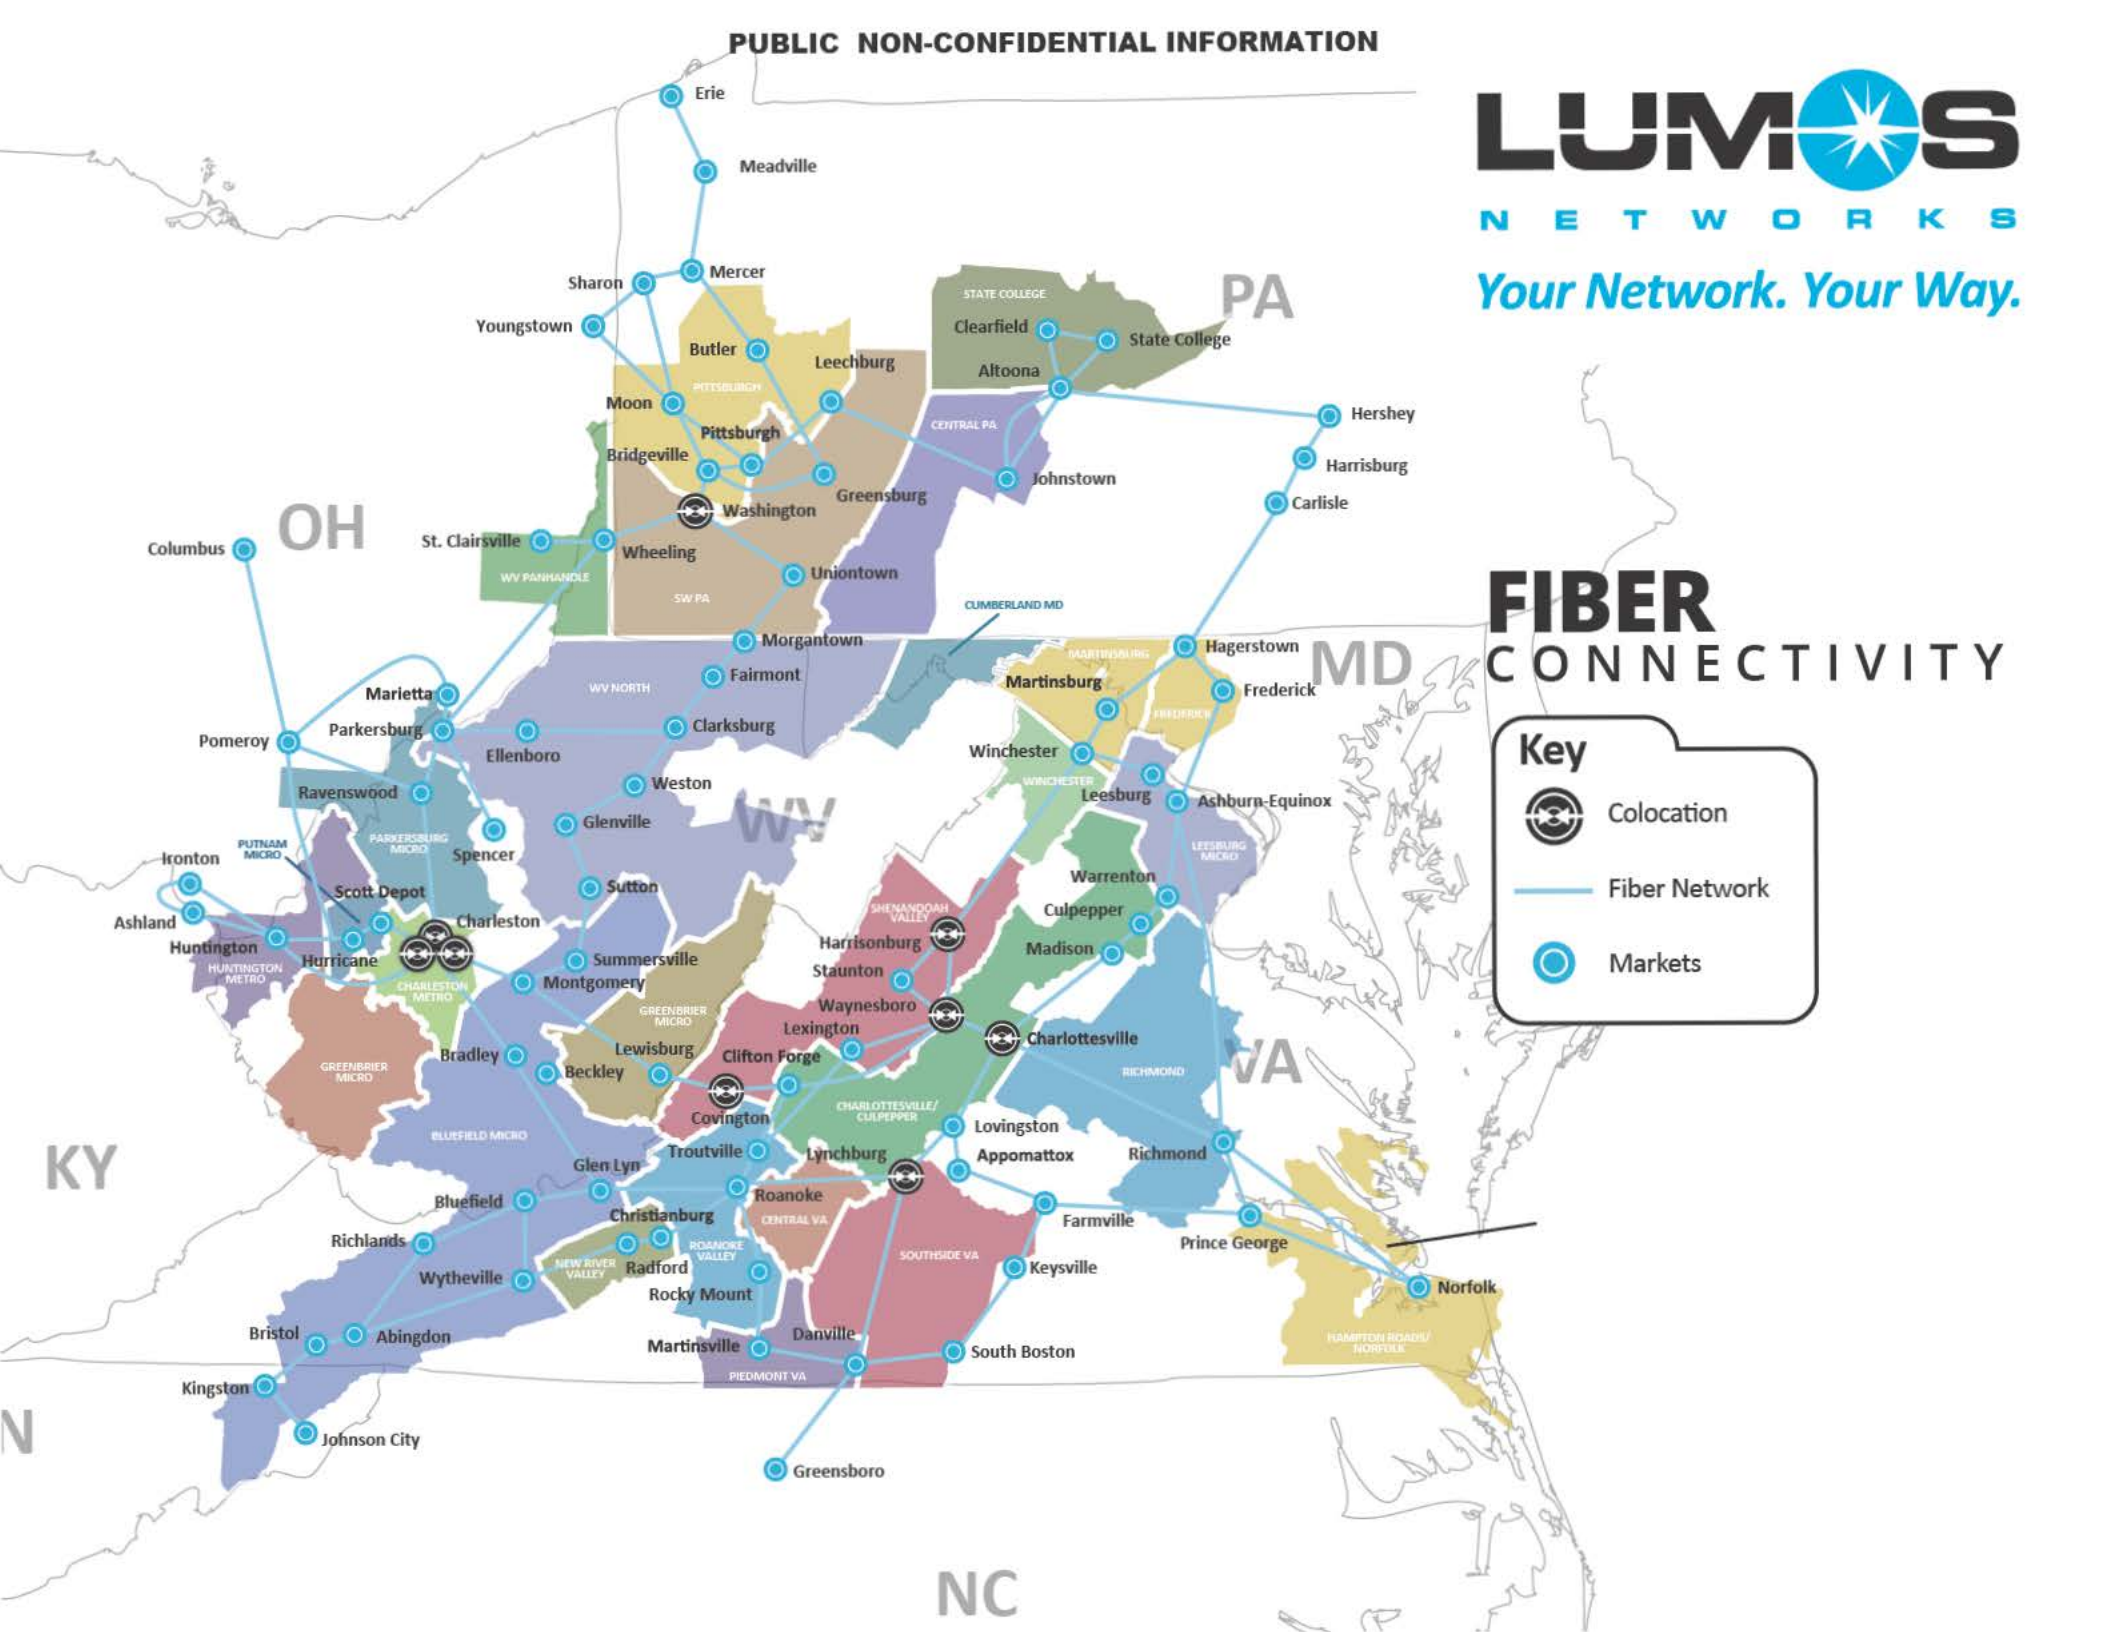 PUBLIC NON-CONFIDENTIAL INFORMATION
LUMOS
NETWORKS
Your Network. Your Way.
Erie
Meadville
Mercer
Sharon
Youngstown
STATE COLLEGE
PA
Clearfield
State College
Butler
Leechburg
Altoona
PITTSBURGH
Moon
Hershey
CENTRAL PA
Pittsburgh
Bridgeville
Harrisburg
Johnstown
Greensburg
Carlisle
Washington
OH
Columbus
St. Clairsville
Wheeling
WV PANHANDLE
Uniontown
SW PA
CUMBERLAND MD
FIBER
CONNECTIVITY
Morgantown
Hagerstown
MD
MARTINSBURG
Fairmont
Martinsburg
WV NORTH
Frederick
Marietta
FREDERICK
Parkersburg
Clarksburg
Pomeroy
Ellenboro
Winchester
Key
WINCHESTER
Weston
Ravenswood
Leesburg
Ashburn-Equinox
Colocation
Glenville
WV
PARKERSBURG
MICRO
PUTNAM
MICRO
Spencer
LEESBURG
MICRO
Ironton
Warrenton
Fiber Network
Scott Depot
Sutton
SHENANDOAH
VALLEY
Culpepper
Ashland
Charleston
Huntington
Harrisonburg
Madison
Hurricane
Summersville
Markets
HUNTINGTON
METRO
Staunton
Montgomery
CHARLESTON
METRO
Waynesboro
GREENBRIER
MICRO
Lexington
Charlottesville
Bradley
Lewisburg
Clifton Forge
VA
GREENBRIER
MICRO
Beckley
RICHMOND
CHARLOTTESVILLE/
CULPEPPER
Covington
Lovingston
BLUEFIELD MICRO
KY
Troutville
Lynchburg
Appomattox
Richmond
Glen Lyn
Bluefield
Roanoke
Christianburg
CENTRAL VA
Farmville
Richlands
ROANOKE
VALLEY
Prince George
SOUTHSIDE VA
NEW RIVER
VALLEY
Radford
Keysville
Wytheville
Rocky Mount
Norfolk
Bristol
Abingdon
Danville
HAMPTON ROADS/
NORFOLK
Martinsville
South Boston
PIEDMONT VA
Kingston
N
Johnson City
Greensboro
NC